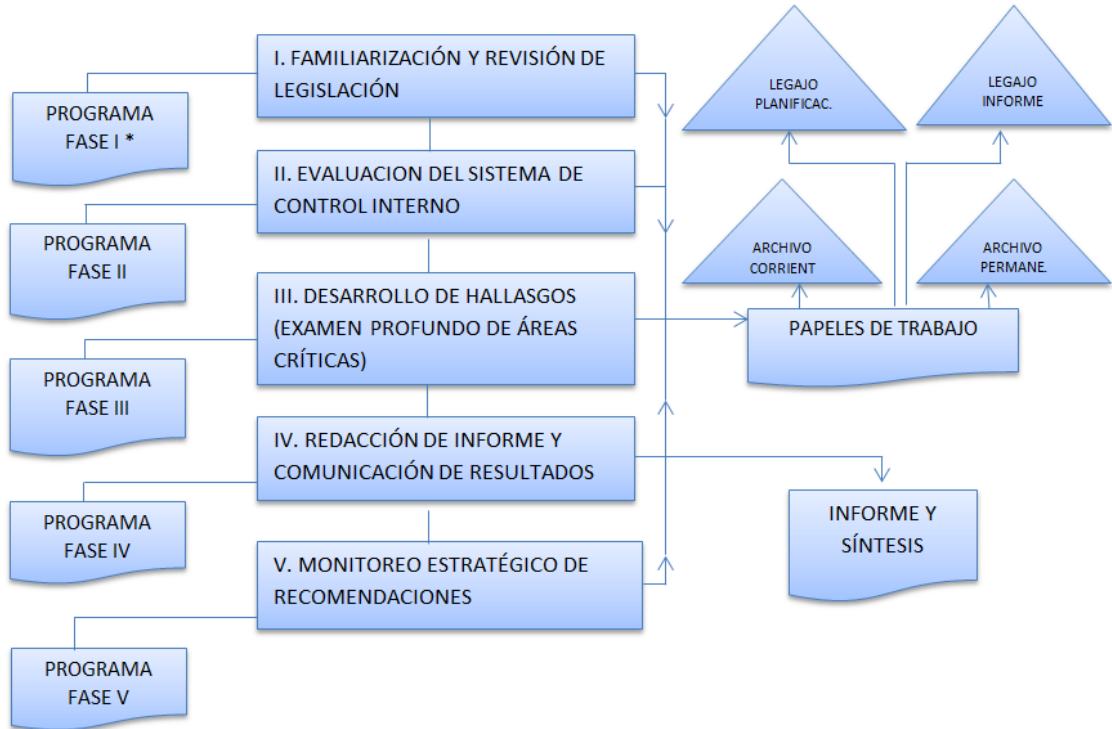 I. FAMILIARIZACIÓN Y REVISIÓN DE
LEGISLACIÓN
PROGRAMA
FASE I *
II. EVALUACION DEL SISTEMA DE
CONTROL INTERNO
PROGRAMA
FASE II
III. DESARROLLO DE HALLASGOS
(EXAMEN PROFUNDO DE ÁREAS
CRÍTICAS)
PROGRAMA
FASE III
IV. REDACCIÓN DE INFORME Y
COMUNICACIÓN DE RESULTADOS
PROGRAMA
FASE IV
V. MONITOREO ESTRATÉGICO DE
RECOMENDACIONES
PROGRAMA
FASE V
LEGAJO
PLANIFICAC.
LEGAJO
INFORME
ARCHIVO
CORRIENT
ARCHIVO
PERMANE.
PAPELES DE TRABAJO
INFORME Y
SÍNTESIS